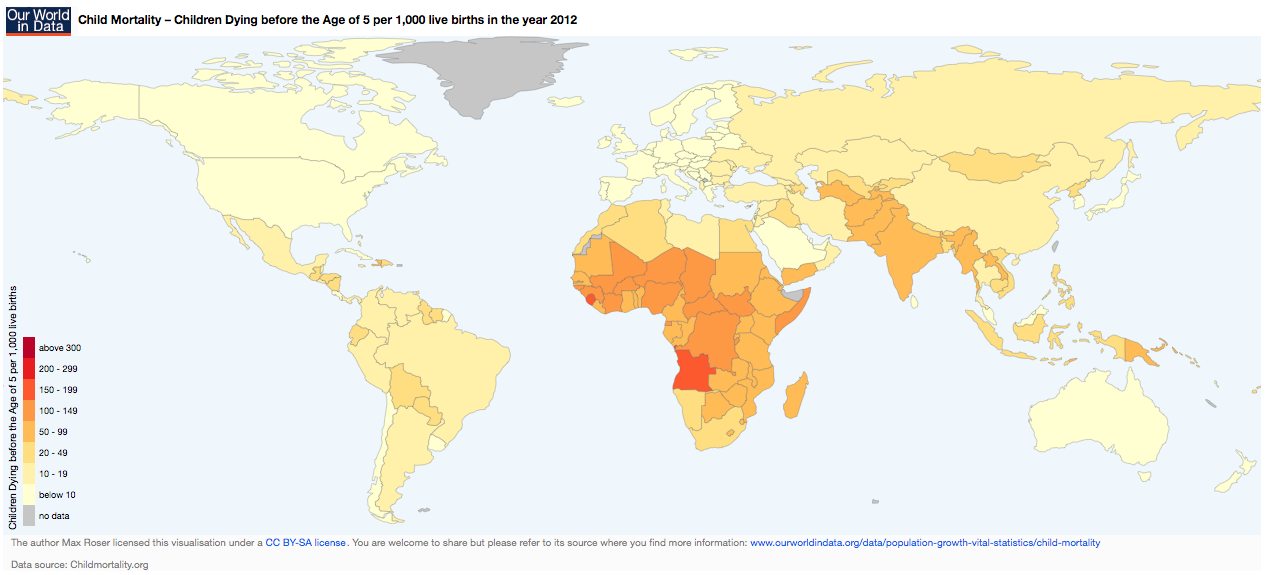 Our World
in Data
Child Mortality – Children Dying before the Age of 5 per 1,000 live births in the year 2012
Children Dying before the Age of 5 per 1,000 live births
above 300
200 - 299
150 - 199
100 - 149
50 - 99
20 - 49
10 - 19
below 10
no data
The author Max Roser licensed this visualisation under a CC BY-SA license. You are welcome to share but please refer to its source where you find more information: www.ourworldindata.org/data/population-growth-vital-statistics/child-mortality
Data source: Childmortality.org